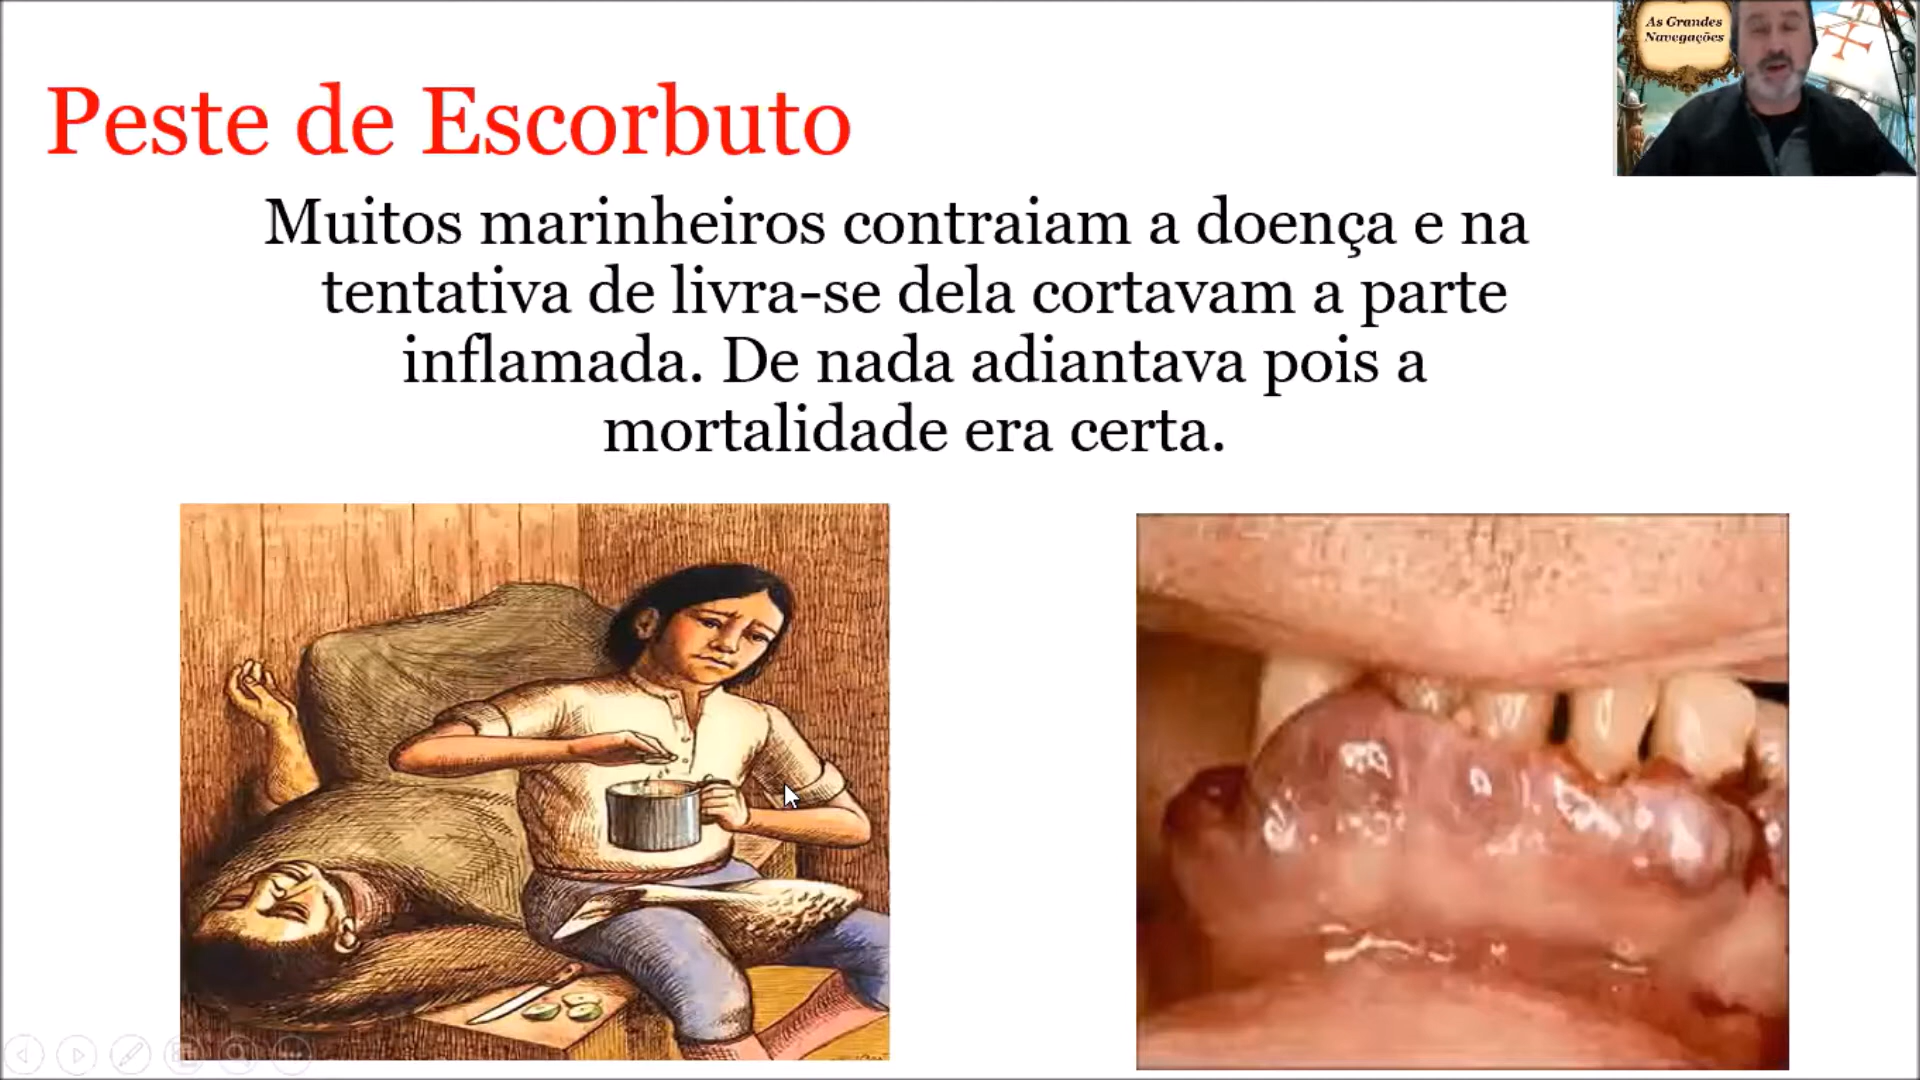 As Grandes
Navegações
Peste de Escorbuto
Muitos marinheiros contraiam a doença e na
tentativa de livra-se dela cortavam a parte
inflamada. De nada adiantava pois a
mortalidade era certa.